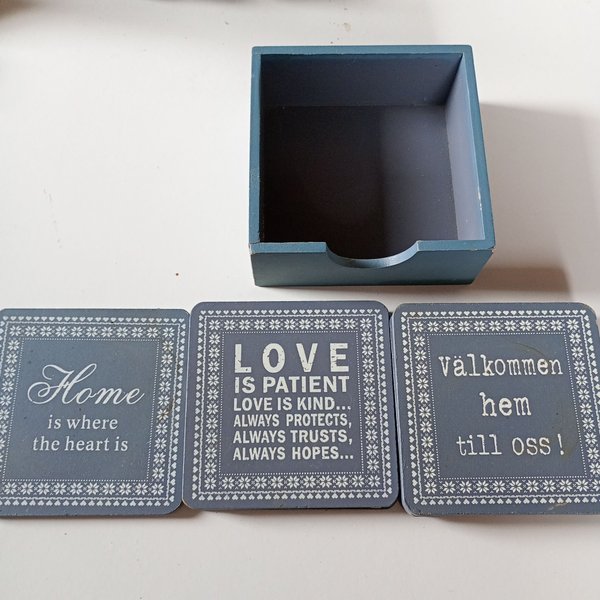 Home
is where
the heart is
LOVE
IS PATIENT
LOVE IS KIND...
ALWAYS PROTECTS,
ALWAYS TRUSTS,
ALWAYS HOPES...
Välkommen
hem
till oss!